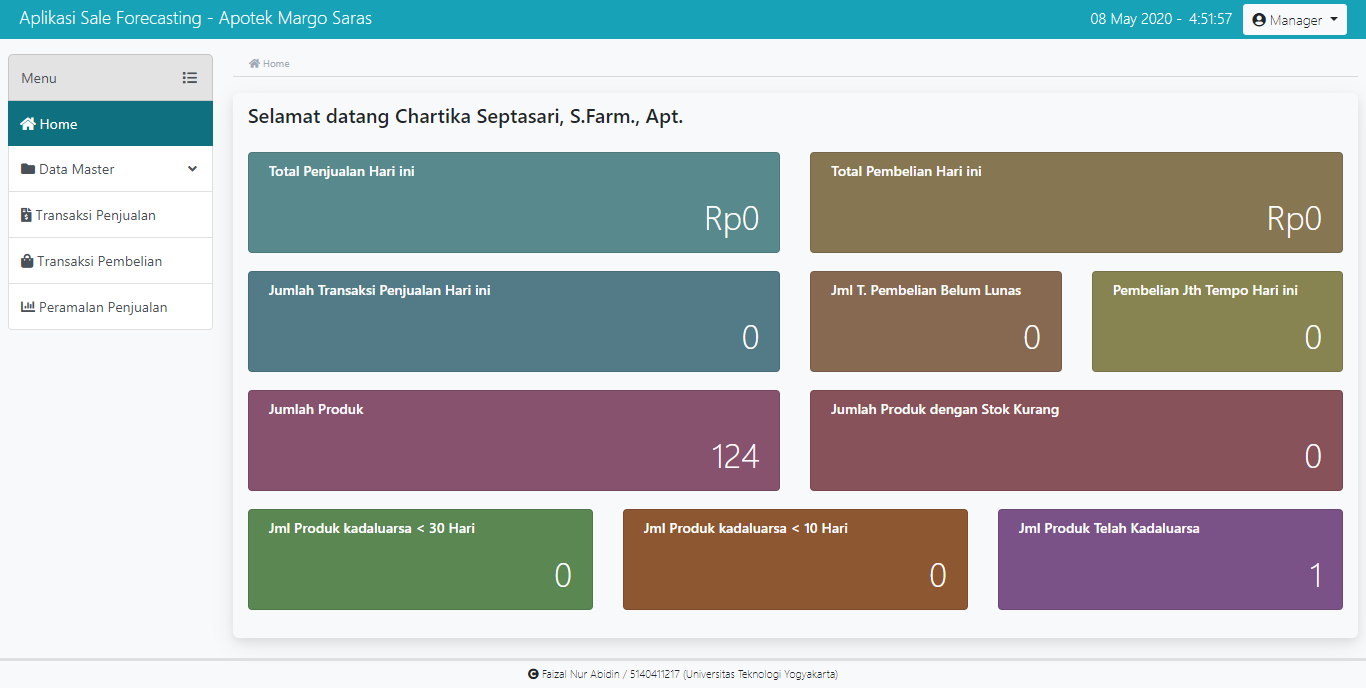 Aplikasi Sale Forecasting - Apotek Margo Saras
08 May 2020 - 4:51:57
Manager
Menu
Home
Data Master
Transaksi Penjualan
Transaksi Pembelian
Peramalan Penjualan
Home
Selamat datang Chartika Septasari, S.Farm., Apt.
Total Penjualan Hari ini
Rp0
Total Pembelian Hari ini
Rp0
Jumlah Transaksi Penjualan Hari ini
0
Jml T. Pembelian Belum Lunas
0
Pembelian Jth Tempo Hari ini
0
Jumlah Produk
124
Jumlah Produk dengan Stok Kurang
0
Jml Produk kadaluarsa < 30 Hari
0
Jml Produk kadaluarsa < 10 Hari
0
Jml Produk Telah Kadaluarsa
1
Faizal Nur Abidin / 5140411217 (Universitas Teknologi Yogyakarta)